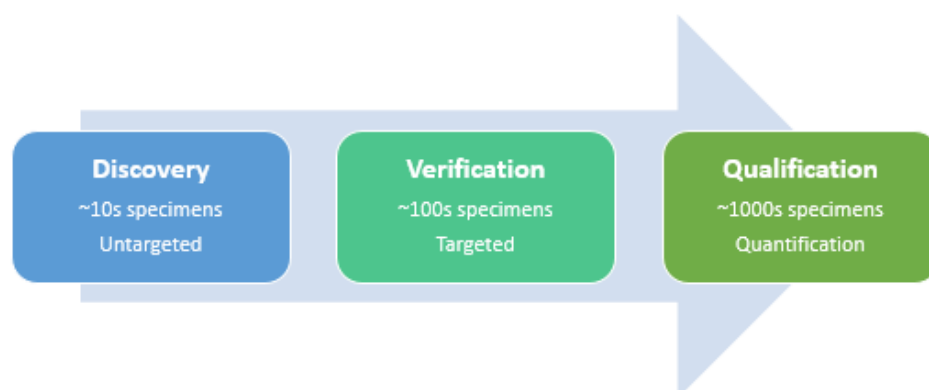 Discovery
~10s specimens
Untargeted
Verification
~100s specimens
Targeted
Qualification
~1000s specimens
Quantification